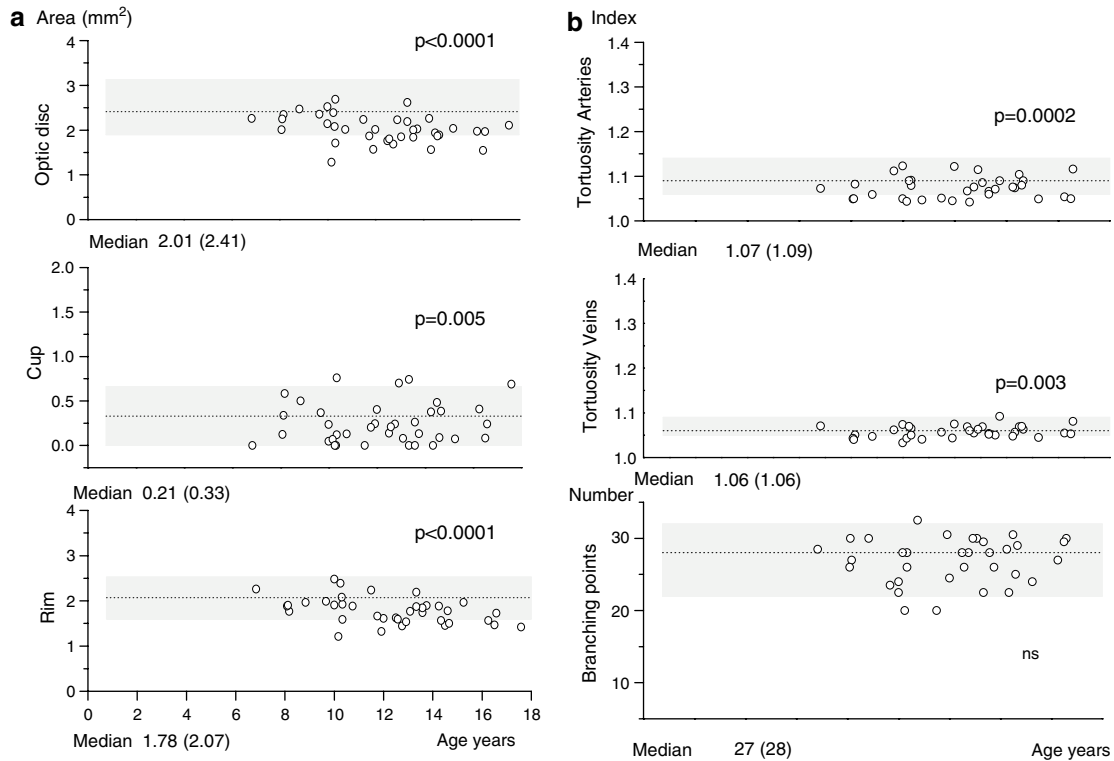 a Area (mm²)
p<0.0001
4
3
2
1
0
Optic disc
Median 2.01 (2.41)
2.0
1.5
1.0
0.5
0.0
Cup
p=0.005
Median 0.21 (0.33)
4
3
2
1
0
Rim
p<0.0001
0 2 4 6 8 10 12 14 16 18
Median 1.78 (2.07) Age years
b Index
1.4
1.3
1.2
1.1
1.0
Tortuosity Arteries
p=0.0002
Median 1.07 (1.09)
1.4
1.3
1.2
1.1
1.0
Tortuosity Veins
p=0.003
Median 1.06 (1.06)
Number
30
20
10
Branching points
ns
Median 27 (28) Age years